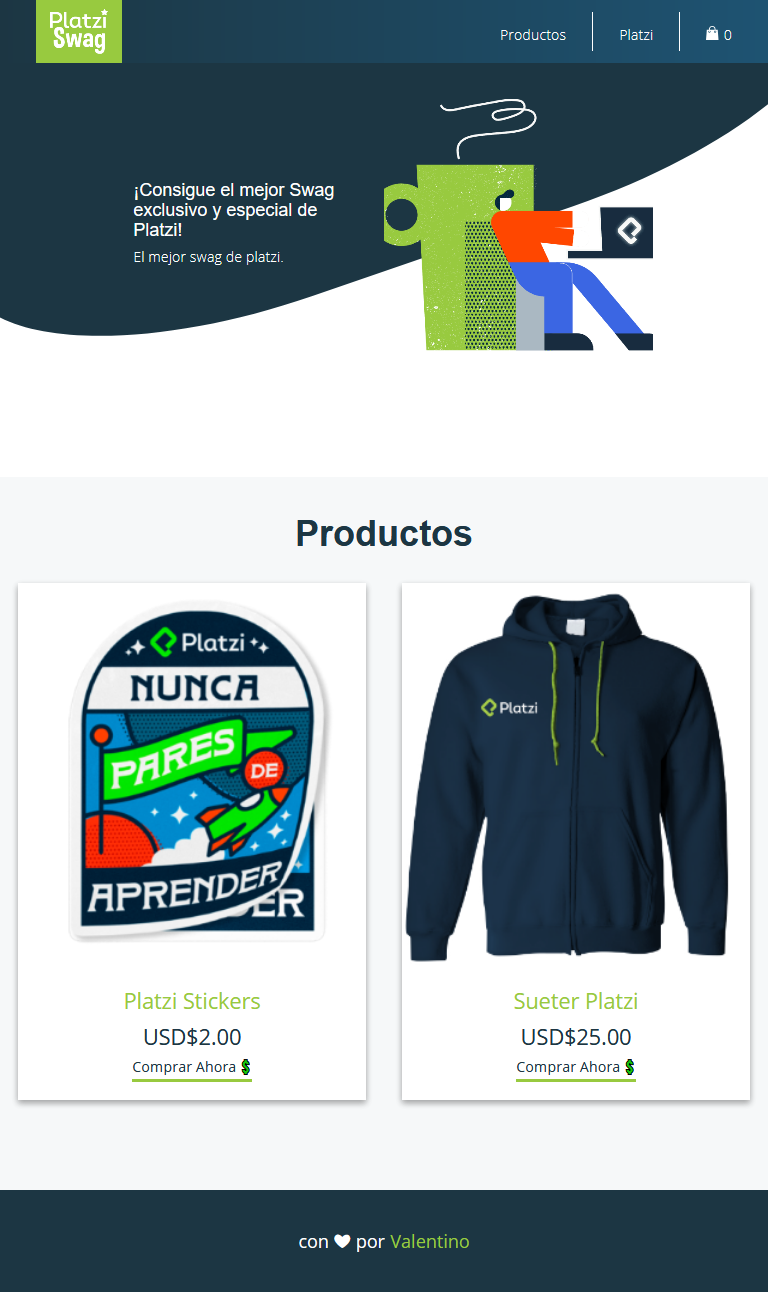 Platzi
Swag
Productos
Platzi
0
¡Consigue el mejor Swag
exclusivo y especial de
Platzi!
El mejor swag de platzi.
Productos
Platzi
NUNCA
PARES
DE
APRENDER
DER
Platzi
Platzi Stickers
USD$2.00
Comprar Ahora
Sueter Platzi
USD$25.00
Comprar Ahora
con ❤ por Valentino